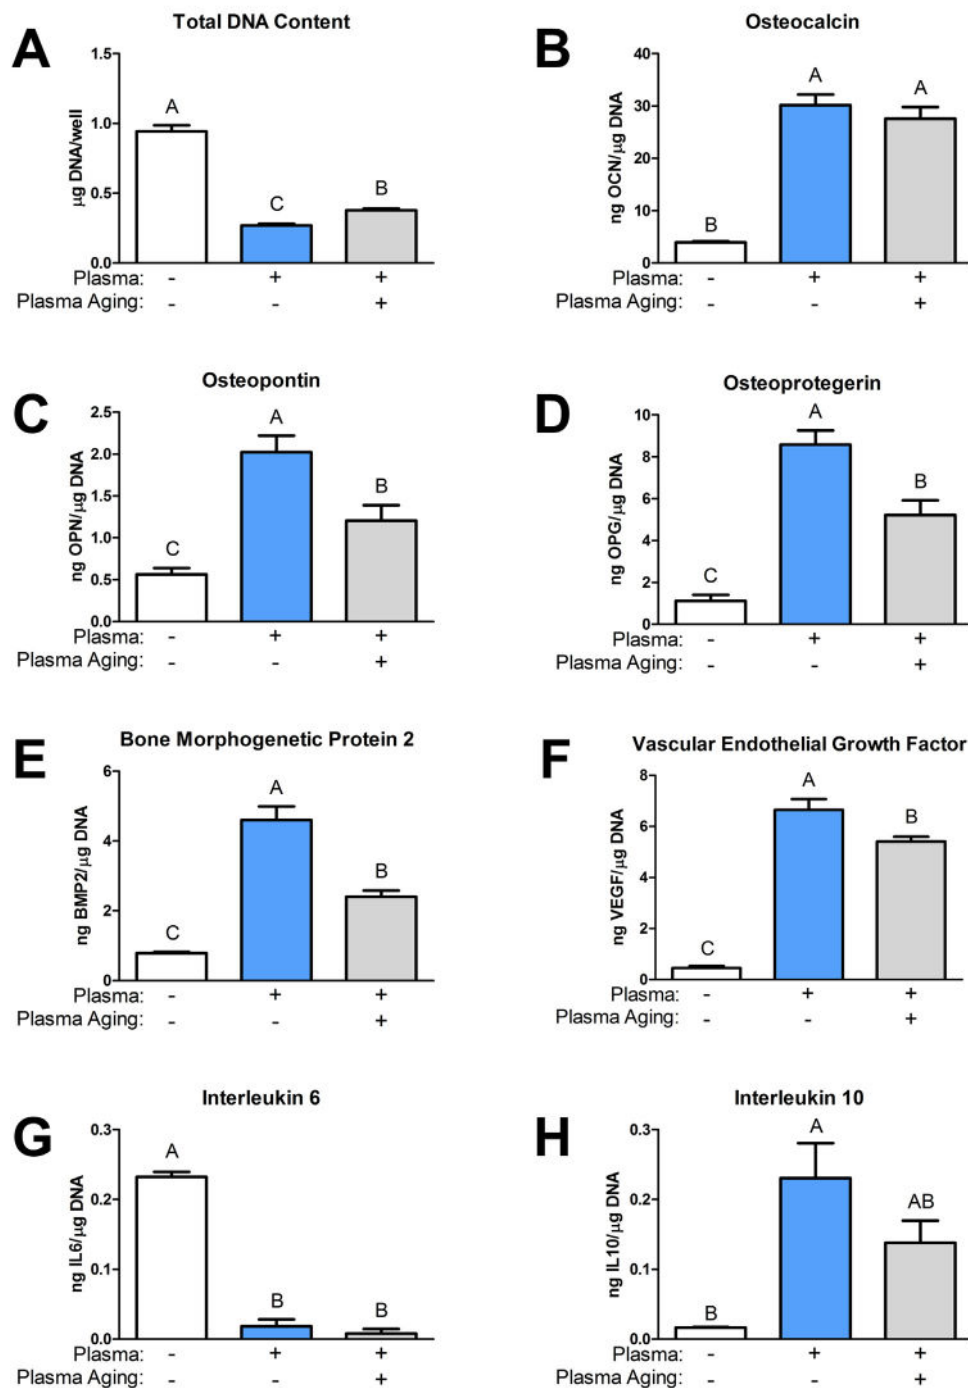 A
Total DNA Content
µg DNA/well
1.5
1.0
0.5
0.0
A
C
B
Plasma: - + +
Plasma Aging: - - +
B
Osteocalcin
ng OCN/µg DNA
40
30
20
10
0
B
A
A
Plasma: - + +
Plasma Aging: - - +
C
Osteopontin
ng OPN/µg DNA
2.5
2.0
1.5
1.0
0.5
0.0
C
A
B
Plasma: - + +
Plasma Aging: - - +
D
Osteoprotegerin
ng OPG/µg DNA
10
8
6
4
2
0
C
A
B
Plasma: - + +
Plasma Aging: - - +
E
Bone Morphogenetic Protein 2
ng BMP2/µg DNA
6
4
2
0
C
A
B
Plasma: - + +
Plasma Aging: - - +
F
Vascular Endothelial Growth Factor
ng VEGF/µg DNA
8
6
4
2
0
C
A
B
Plasma: - + +
Plasma Aging: - - +
G
Interleukin 6
ng IL6/µg DNA
0.3
0.2
0.1
0.0
A
B
B
Plasma: - + +
Plasma Aging: - - +
H
Interleukin 10
ng IL10/µg DNA
0.3
0.2
0.1
0.0
B
A
AB
Plasma: - + +
Plasma Aging: - - +